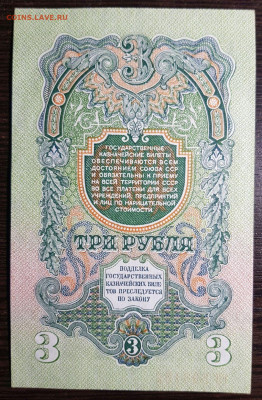 COINS.LAVE.RU
3
ГОСУДАРСТВЕННЫЕ
КАЗНАЧЕЙСКИЕ БИЛЕТЫ
ОБЕСПЕЧИВАЮТСЯ ВСЕМ
ДОСТОЯНИЕМ СОЮЗА ССР
И ОБЯЗАТЕЛЬНЫ К ПРИЕМУ
НА ВСЕЙ ТЕРРИТОРИИ СССР
ВО ВСЕ ПЛАТЕЖИ ДЛЯ ВСЕХ
УЧРЕЖДЕНИЙ, ПРЕДПРИЯТИЙ
И ЛИЦ ПО НАРИЦАТЕЛЬНОЙ
СТОИМОСТИ.
ТРИ РУБЛЯ
ПОДДЕЛКА
ГОСУДАРСТВЕННЫХ
КАЗНАЧЕЙСКИХ БИЛЕ
ТОВ ПРЕСЛЕДУЕТСЯ
ПО ЗАКОНУ
3 3 3